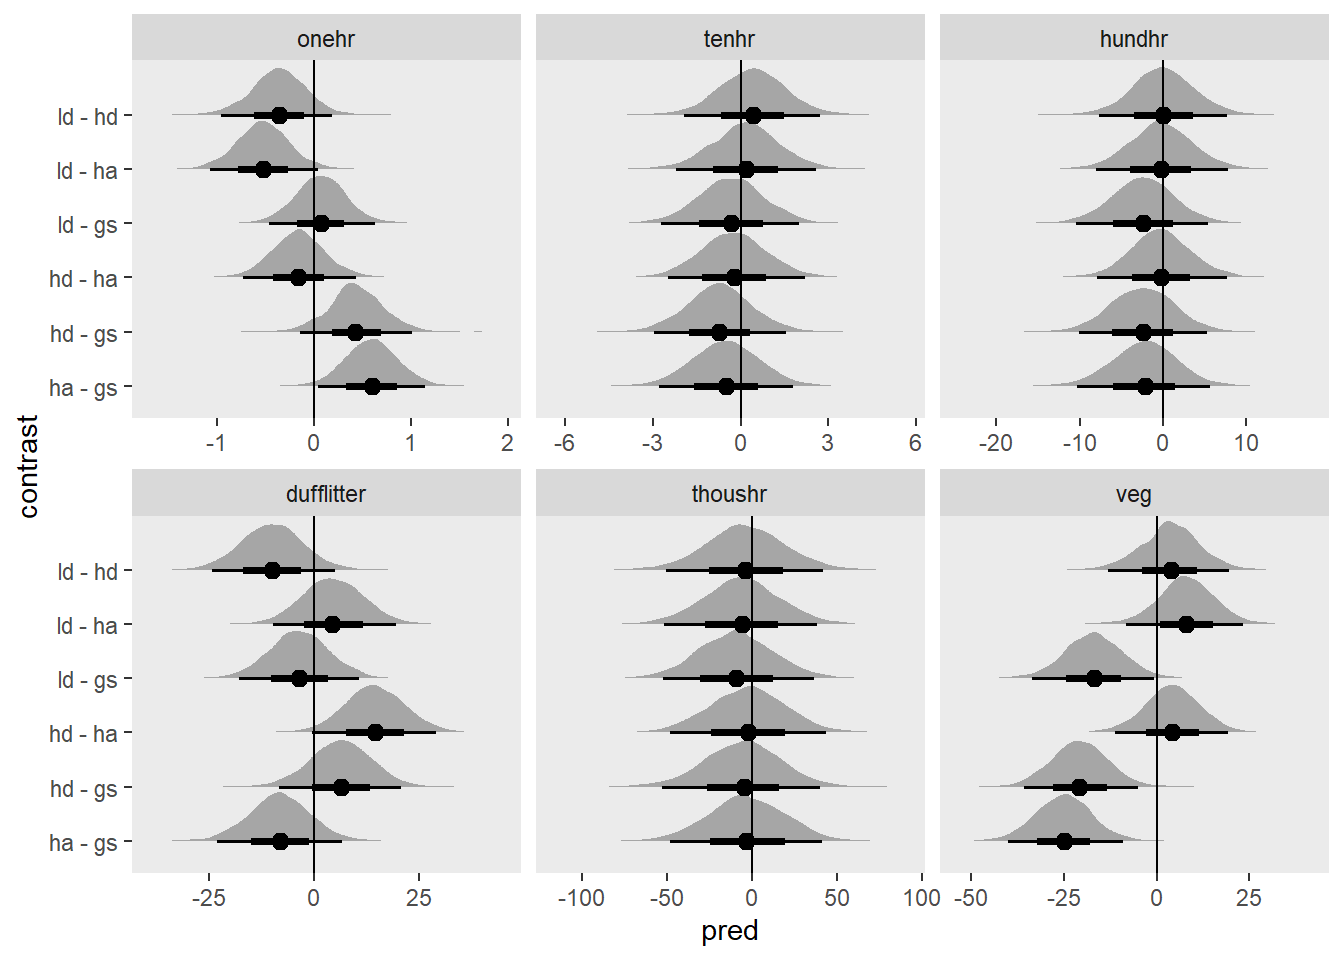 onehr tenhr hundhr
ld - hd
ld - ha
ld - gs
hd - ha
hd - gs
ha - gs
-1 0 1 2 -6 -3 0 3 6 -20 -10 0 10
contrast
dufflitter thoushr veg
ld - hd
ld - ha
ld - gs
hd - ha
hd - gs
ha - gs
-25 0 25 -100 -50 0 50 100 -50 -25 0 25
pred